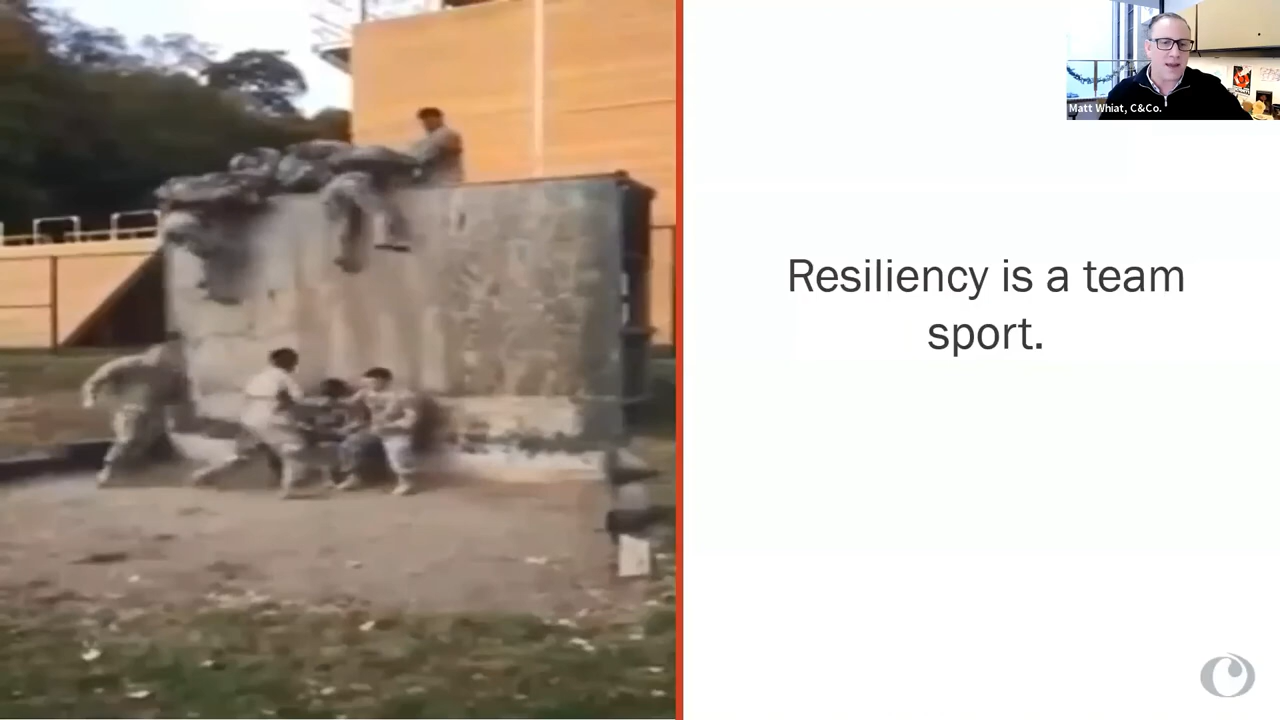 Matt Whiat, C&Co.
Resiliency is a team
sport.